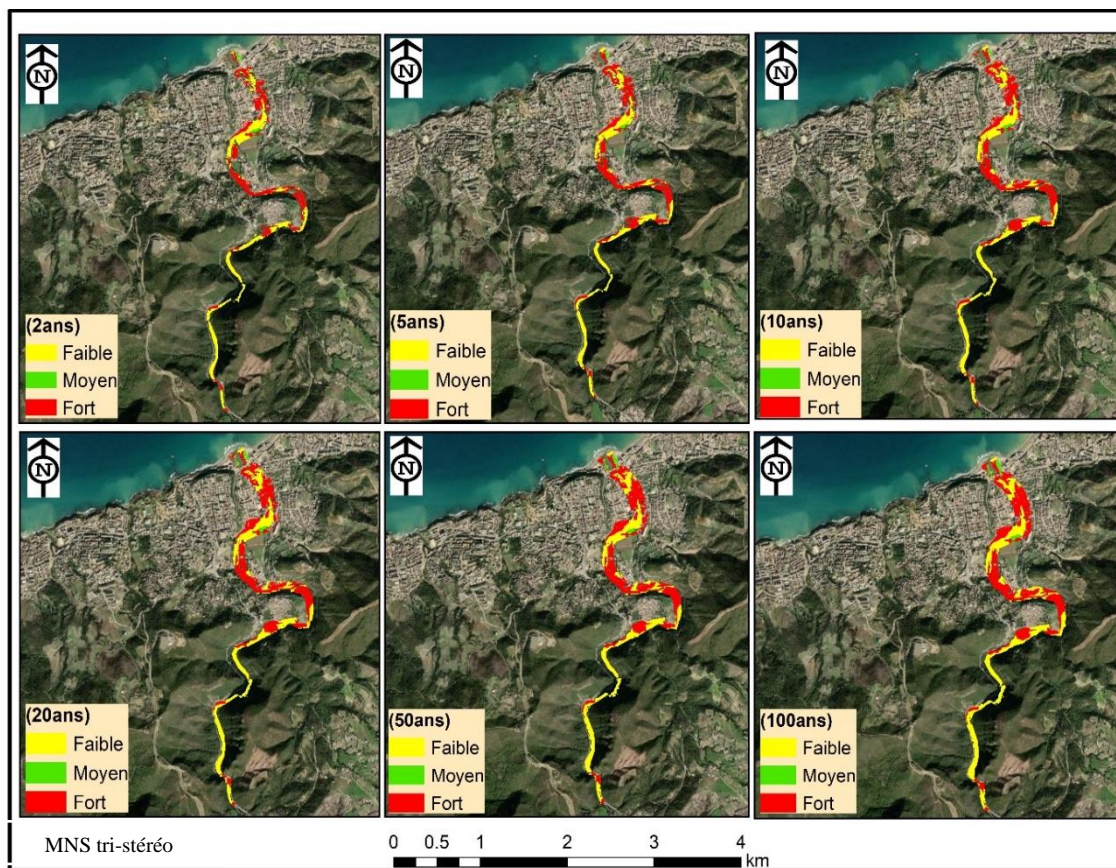 N
N
N
(2ans)
Faible
Moyen
Fort
(5ans)
Faible
Moyen
Fort
(10ans)
Faible
Moyen
Fort
N
N
N
(20ans)
Faible
Moyen
Fort
(50ans)
Faible
Moyen
Fort
(100ans)
Faible
Moyen
Fort
MNS tri-stéréo
0 0.5 1 2 3 4
km